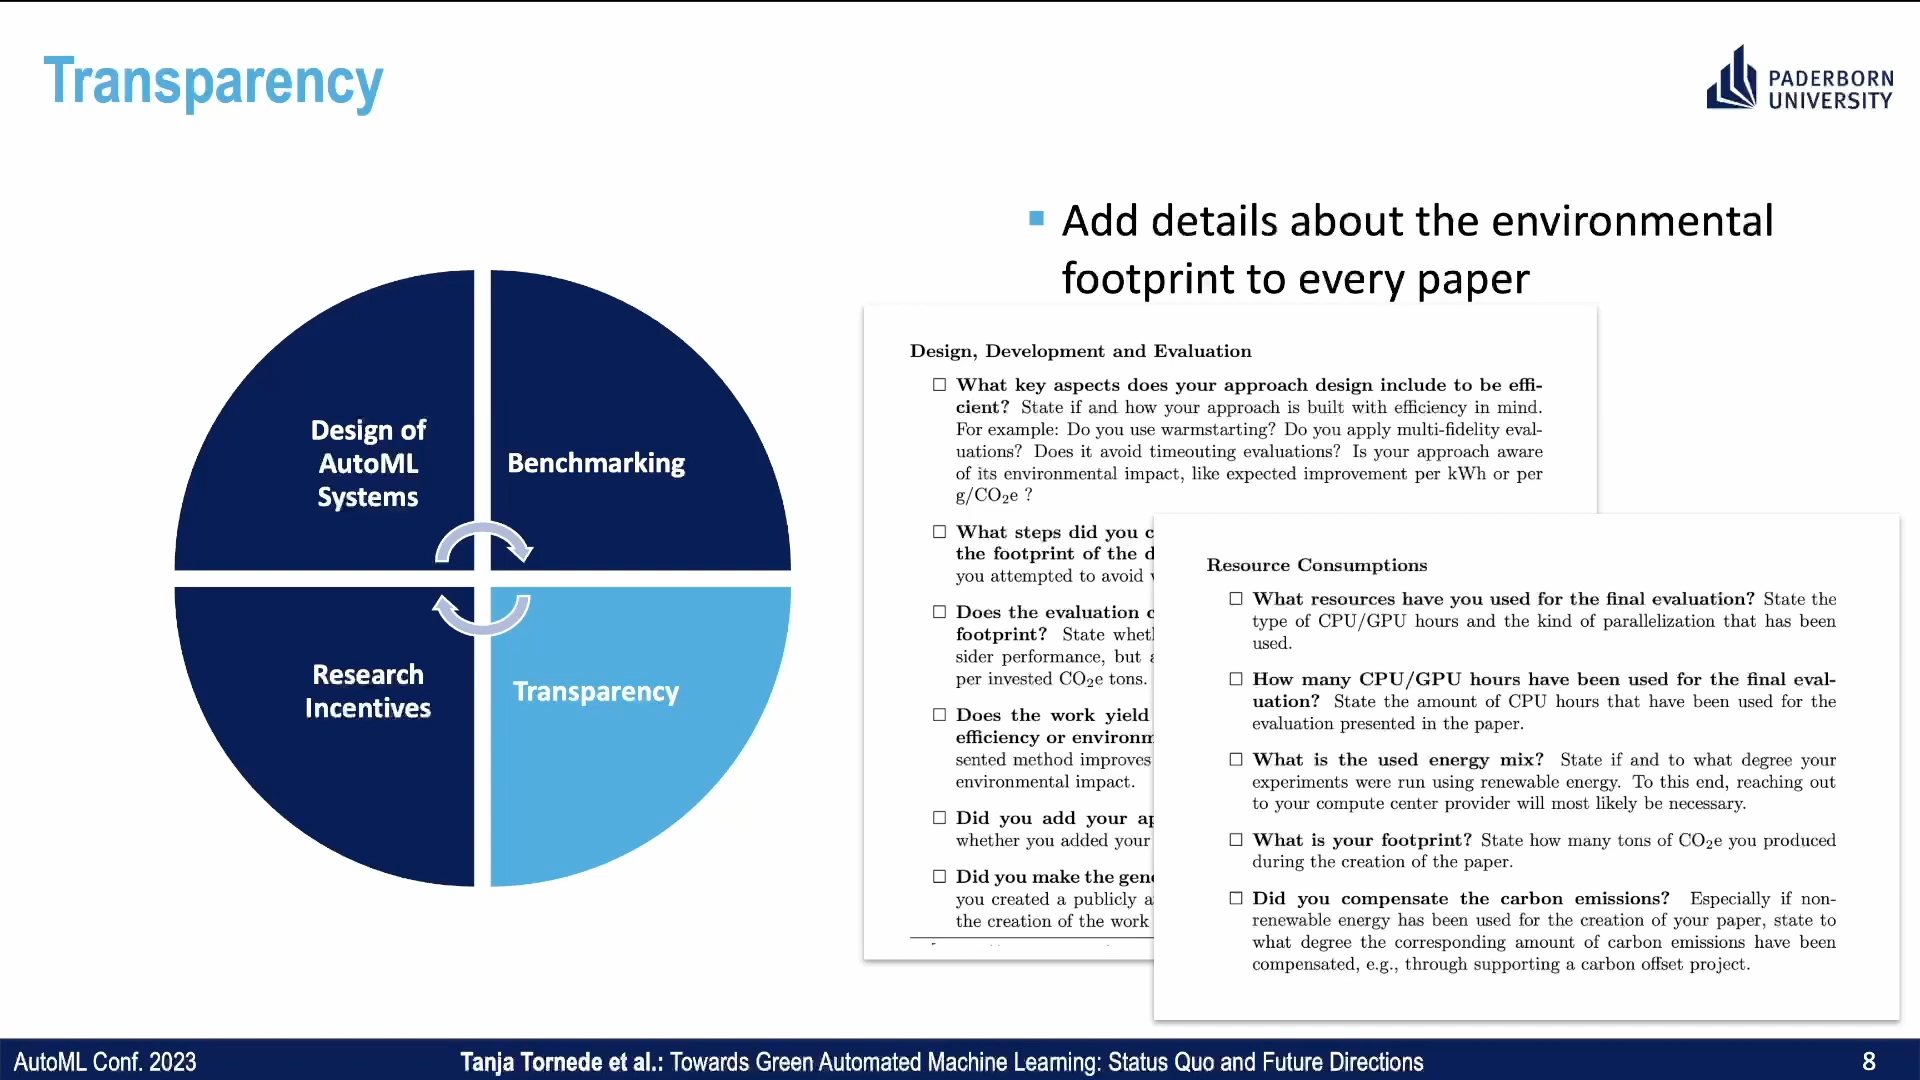 Transparency
PADERBORN
UNIVERSITY
Add details about the environmental
footprint to every paper
Design of
AutoML
Systems
Benchmarking
Research
Incentives
Transparency
Design, Development and Evaluation
☐ What key aspects does your approach design include to be effi-
cient? State if and how your approach is built with efficiency in mind.
For example: Do you use warmstarting? Do you apply multi-fidelity eval-
uations? Does it avoid timeouting evaluations? Is your approach aware
of its environmental impact, like expected improvement per kWh or per
g/CO₂e ?
☐ What steps did you
the footprint of the
you attempted to avoid
☐ Does the evaluation
footprint? State
sider performance, but
per invested CO₂e tons.
☐ Does the work yield
efficiency or
sented method improves
environmental impact.
☐ Did you add your
whether you added your
☐ Did you make the
you created a publicly
the creation of the work
Resource Consumptions
☐ What resources have you used for the final evaluation? State the
type of CPU/GPU hours and the kind of parallelization that has been
used.
☐ How many CPU/GPU hours have been used for the final eval-
uation? State the amount of CPU hours that have been used for the
evaluation presented in the paper.
☐ What is the used energy mix? State if and to what degree your
experiments were run using renewable energy. To this end, reaching out
to your compute center provider will most likely be necessary.
☐ What is your footprint? State how many tons of CO₂e you produced
during the creation of the paper.
☐ Did you compensate the carbon emissions? Especially if non-
renewable energy has been used for the creation of your paper, state to
what degree the corresponding amount of carbon emissions have been
compensated, e.g., through supporting a carbon offset project.
AutoML Conf. 2023
Tanja Tornede et al.: Towards Green Automated Machine Learning: Status Quo and Future Directions
8